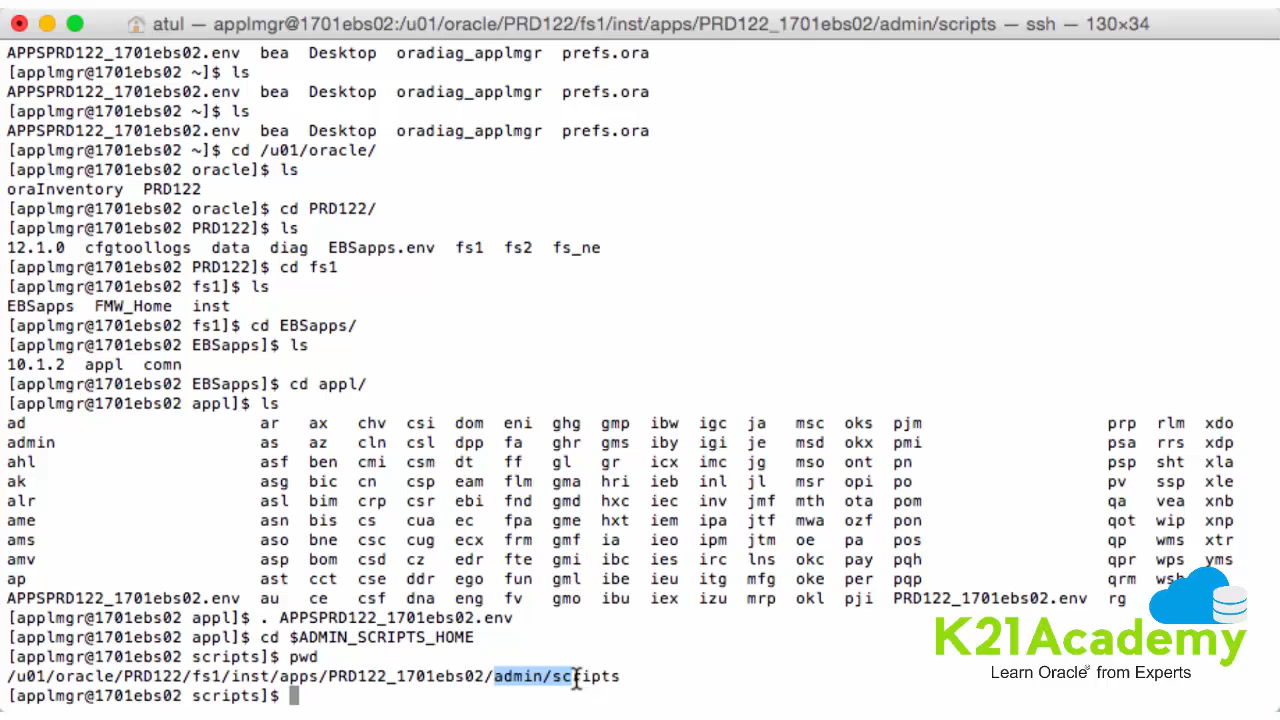 atul — applmgr@1701ebs02:/u01/oracle/PRD122/fs1/inst/apps/PRD122_1701ebs02/admin/scripts — ssh — 130×34
APPSPRD122_1701ebs02.env  bea  Desktop  oradiag_applmgr  prefs.ora
[applmgr@1701ebs02 ~]$ ls
APPSPRD122_1701ebs02.env  bea  Desktop  oradiag_applmgr  prefs.ora
[applmgr@1701ebs02 ~]$ ls
APPSPRD122_1701ebs02.env  bea  Desktop  oradiag_applmgr  prefs.ora
[applmgr@1701ebs02 ~]$ cd /u01/oracle/
[applmgr@1701ebs02 oracle]$ ls
oraInventory  PRD122
[applmgr@1701ebs02 oracle]$ cd PRD122/
[applmgr@1701ebs02 PRD122]$ ls
12.1.0  cfgtoollogs  data  diag  EBSapps.env  fs1  fs2  fs_ne
[applmgr@1701ebs02 PRD122]$ cd fs1
[applmgr@1701ebs02 fs1]$ ls
EBSapps  FMW_Home  inst
[applmgr@1701ebs02 fs1]$ cd EBSapps/
[applmgr@1701ebs02 EBSapps]$ ls
10.1.2  appl  comn
[applmgr@1701ebs02 EBSapps]$ cd appl/
[applmgr@1701ebs02 appl]$ ls
ad  ar  ax  chv  csi  dom  eni  ghg  gmp  ibw  igc  ja  msc  oks  pjm  prp  rlm  xdo
admin  as  az  cln  csl  dpp  fa  ghr  gms  iby  igi  je  msd  okx  pmi  psa  rrs  xdp
ahl  asf  ben  cmi  csm  dt  ff  gl  gr  icx  imc  jg  mso  ont  pn  psp  sht  xla
ak  asg  bic  cn  csp  eam  flm  gma  hri  ieb  inl  jl  msr  opi  po  pv  ssp  xle
alr  asl  bim  crp  csr  ebi  fnd  gmd  hxc  iec  inv  jmf  mth  ota  pom  qa  vea  xnb
ame  asn  bis  cs  cua  ec  fpa  gme  hxt  iem  ipa  jtf  mwa  ozf  pon  qot  wip  xnp
ams  aso  bne  csc  cug  ecx  frm  gmf  ia  ieo  ipm  jtm  oe  pa  pos  qp  wms  xtr
amv  asp  bom  csd  cz  edr  fte  gmi  ibc  ies  irc  lns  okc  pay  pqh  qpr  wps  yms
ap  ast  cct  cse  ddr  ego  fun  gml  ibe  ieu  itg  mfg  oke  per  pqp  qrm
APPSPRD122_1701ebs02.env  au  ce  csf  dna  eng  fv  gmo  ibu  iex  izu  mrp  okl  pji  PRD122_1701ebs02.env  rg
[applmgr@1701ebs02 appl]$ . APPSPRD122_1701ebs02.env
[applmgr@1701ebs02 appl]$ cd $ADMIN_SCRIPTS_HOME
[applmgr@1701ebs02 scripts]$ pwd
/u01/oracle/PRD122/fs1/inst/apps/PRD122_1701ebs02/admin/scripts
[applmgr@1701ebs02 scripts]$
K21Academy
Learn Oracle® from Experts